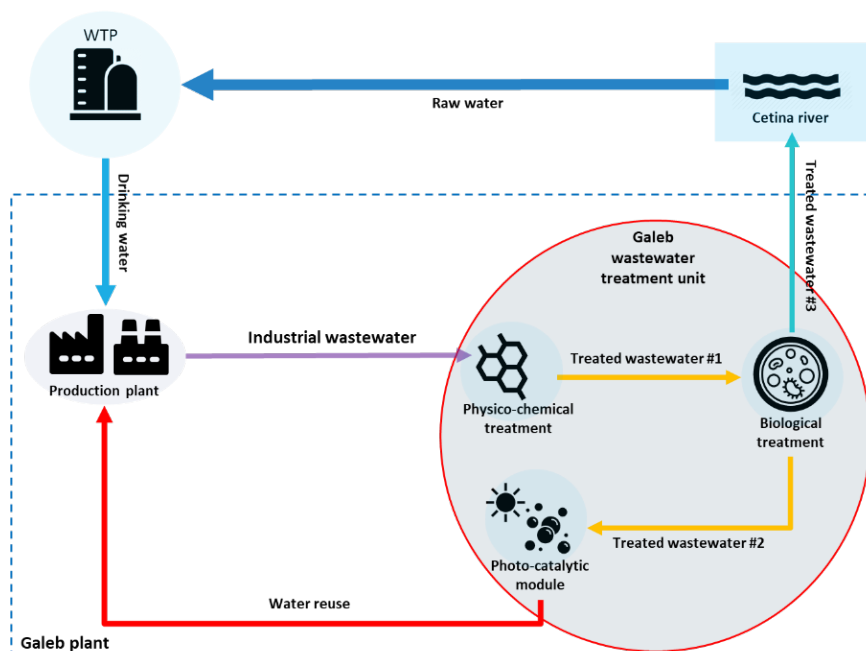 WTP
Raw water
Cetina river
Drinking water
Treated wastewater #3
Galeb
wastewater
treatment unit
Industrial wastewater
Production plant
Treated wastewater #1
Physico-chemical
treatment
Biological
treatment
Treated wastewater #2
Photo-catalytic
module
Water reuse
Galeb plant